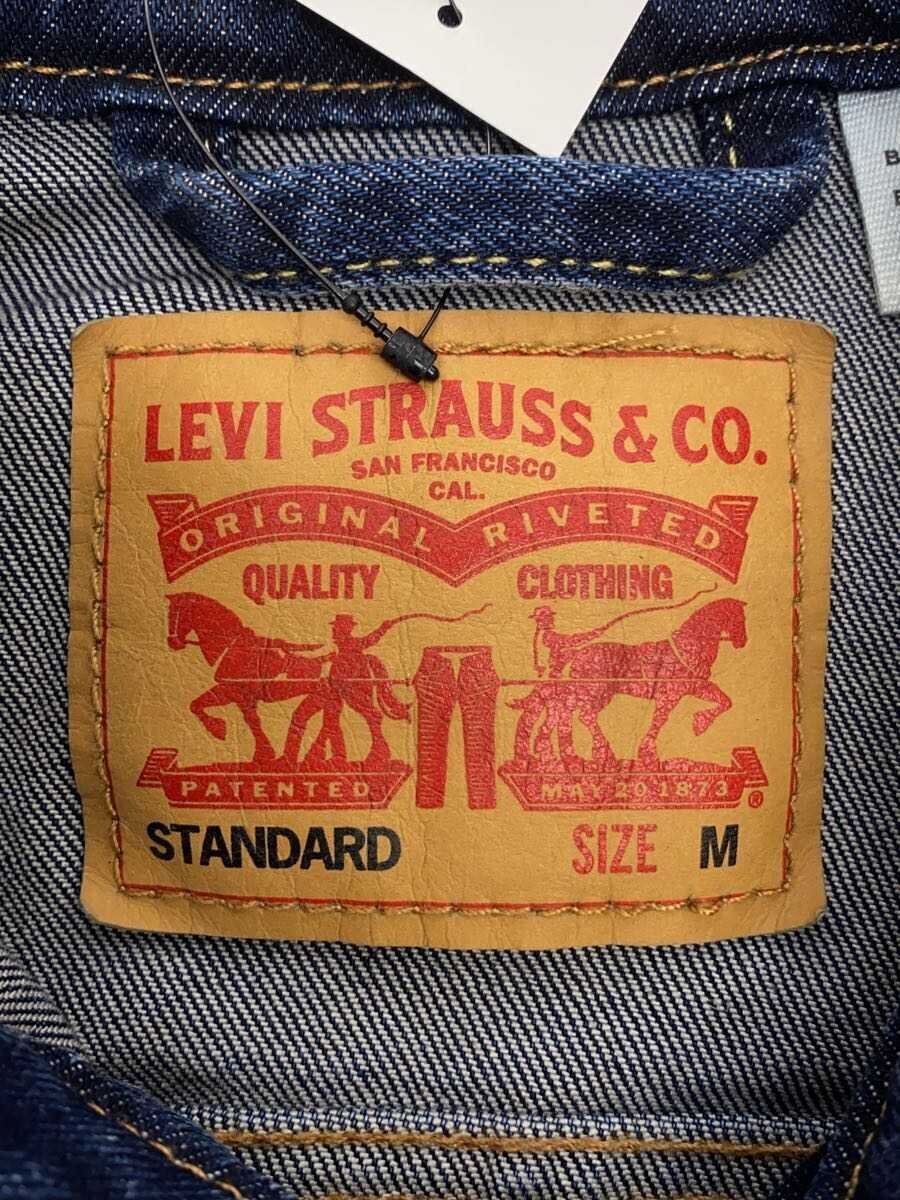 LEVI STRAUSS & CO.
SAN FRANCISCO
CAL.
ORIGINAL RIVETED
QUALITY CLOTHING
PATENTED MAY 20 1873 ®
STANDARD SIZE M